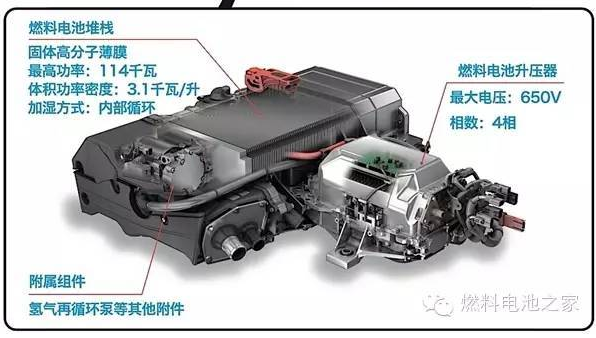 燃料电池堆栈
固体高分子薄膜
最高功率：114千瓦
体积功率密度：3.1千瓦/升
加湿方式：内部循环
燃料电池升压器
最大电压：650V
相数：4相
附属组件
氢气再循环泵等其他附件
燃料电池之家